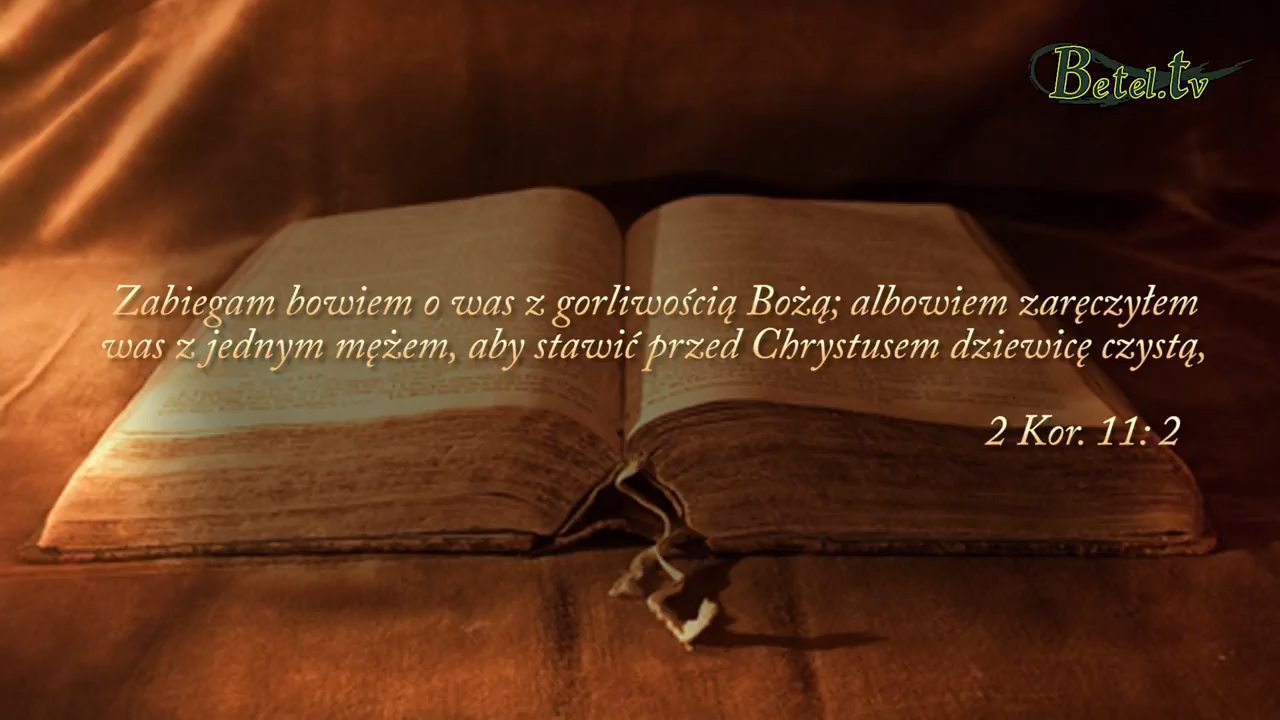 Betel.tv
Zabiegam bowiem o was z gorliwością Bożą; albowiem zaręczyłem
was z jednym mężem, aby stawić przed Chrystusem dziewicę czystą,
2 Kor. 11: 2